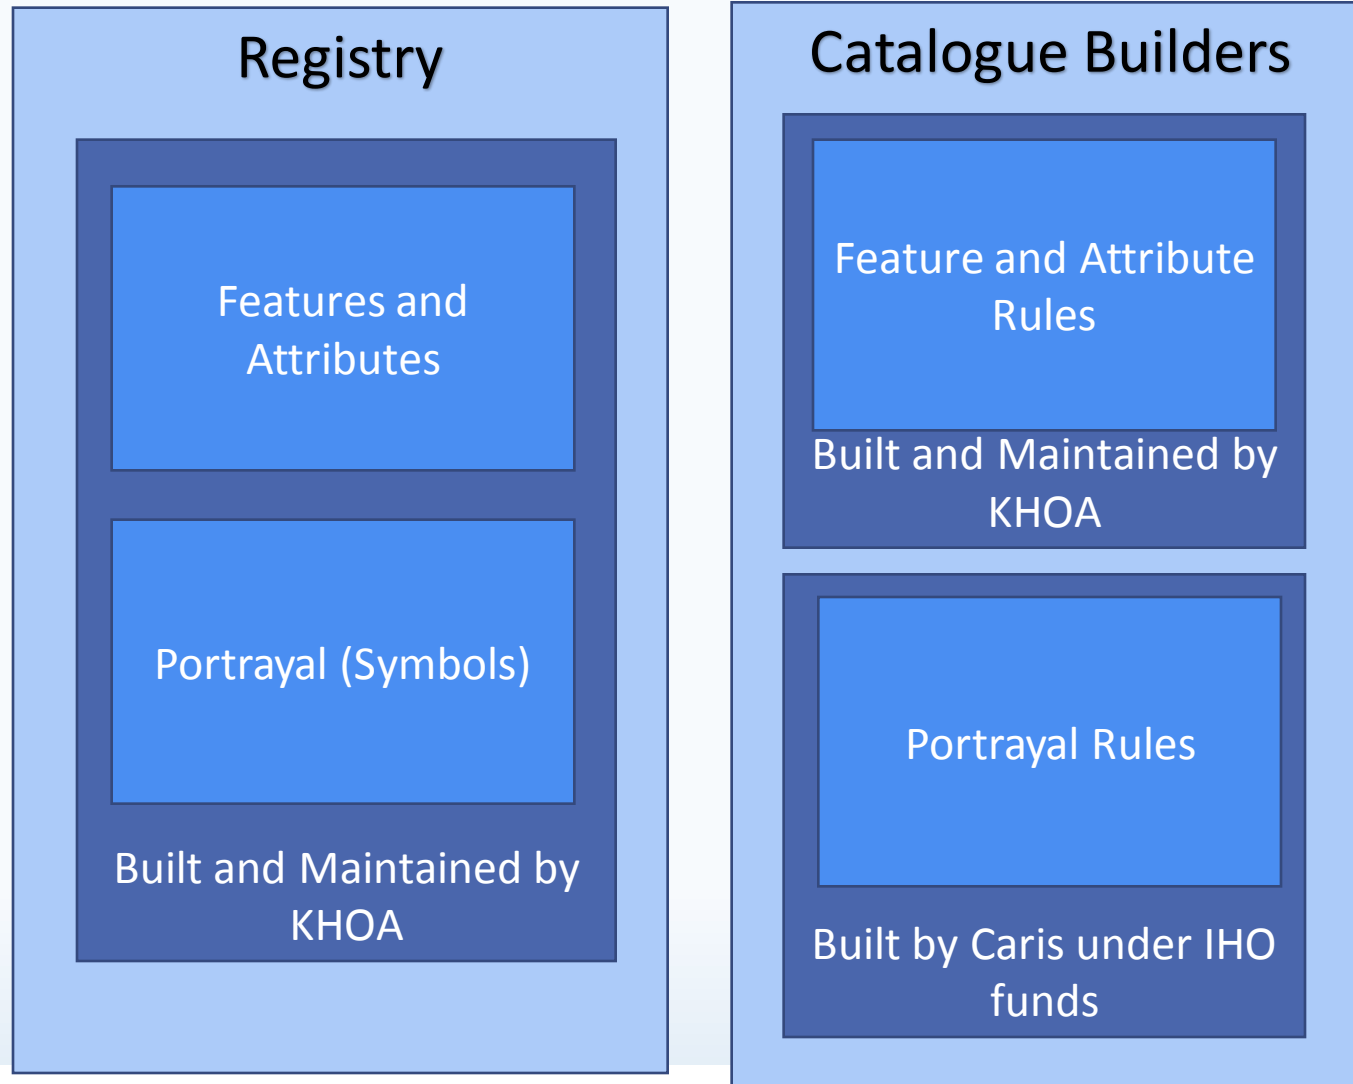 Registry
Features and
Attributes
Portrayal (Symbols)
Built and Maintained by
KHOA
Catalogue Builders
Feature and Attribute
Rules
Built and Maintained by
KHOA
Portrayal Rules
Built by Caris under IHO
funds